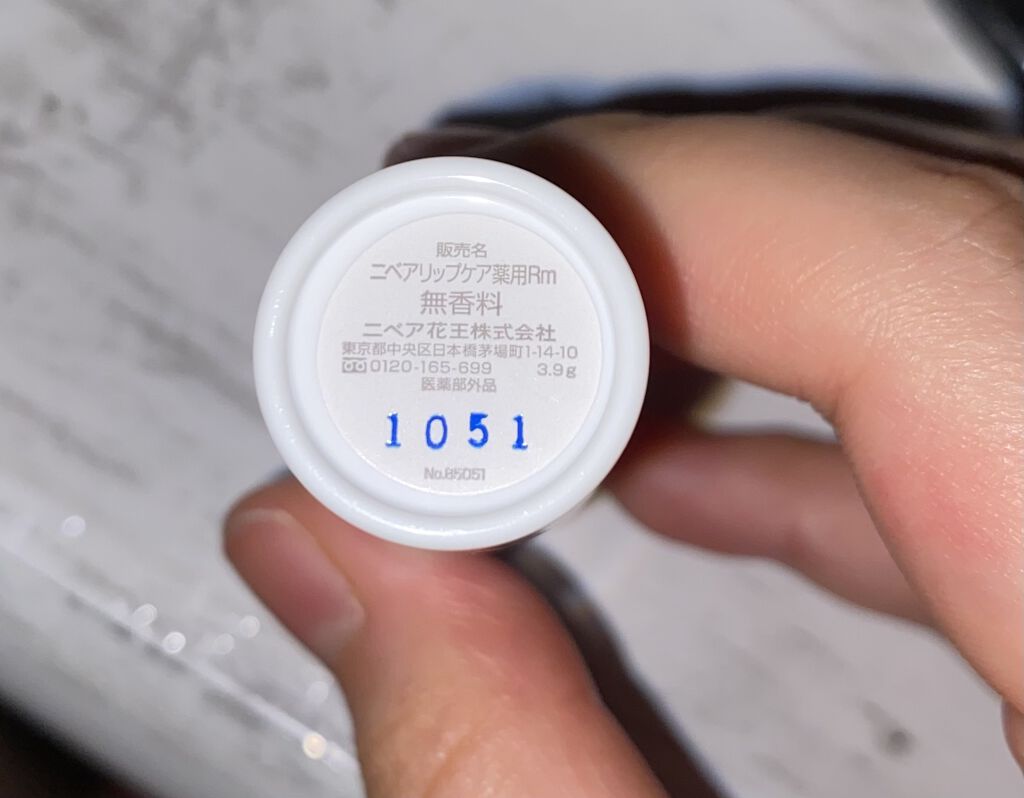 販売名
ニベアリップケア薬用Rm
無香料
ニベア花王株式会社
東京都中央区日本橋茅場町1-14-10
0120-165-699 3.9g
医薬部外品
1051
No.85051